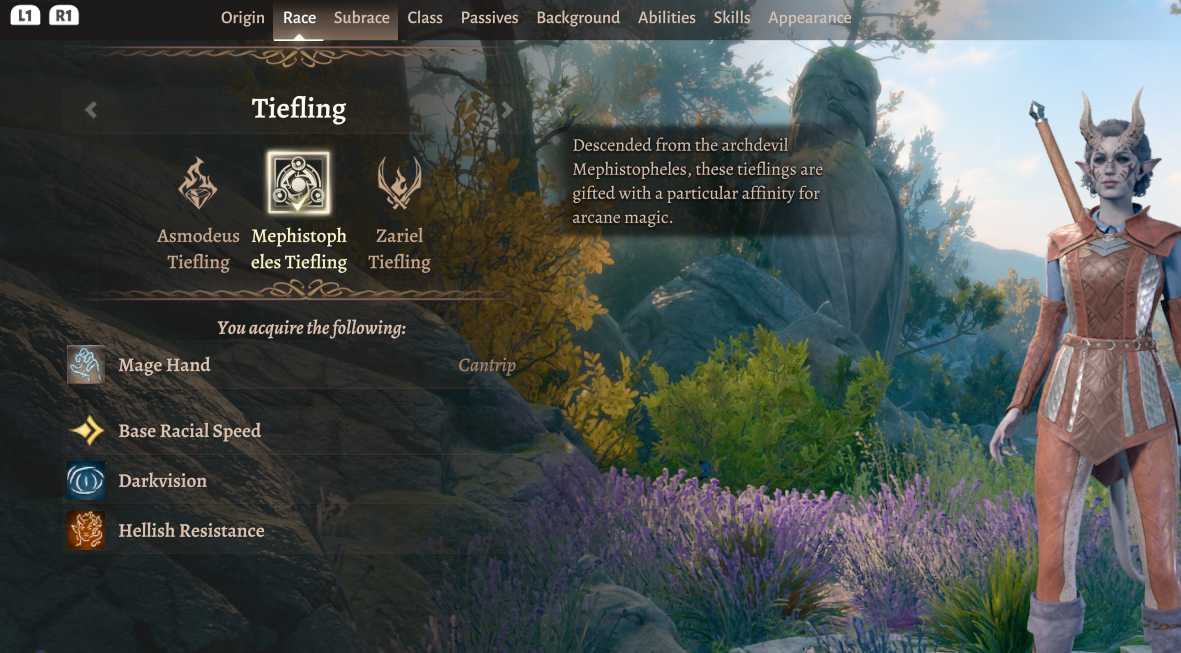 L1 R1 Origin Race Subrace Class Passives Background Abilities Skills Appearance
Tiefling
Asmodeus Tiefling
Mephistoph
eles Tiefling
Zariel Tiefling
Descended from the archdevil
Mephistopheles, these tieflings are
gifted with a particular affinity for
arcane magic.
You acquire the following:
Mage Hand Cantrip
Base Racial Speed
Darkvision
Hellish Resistance